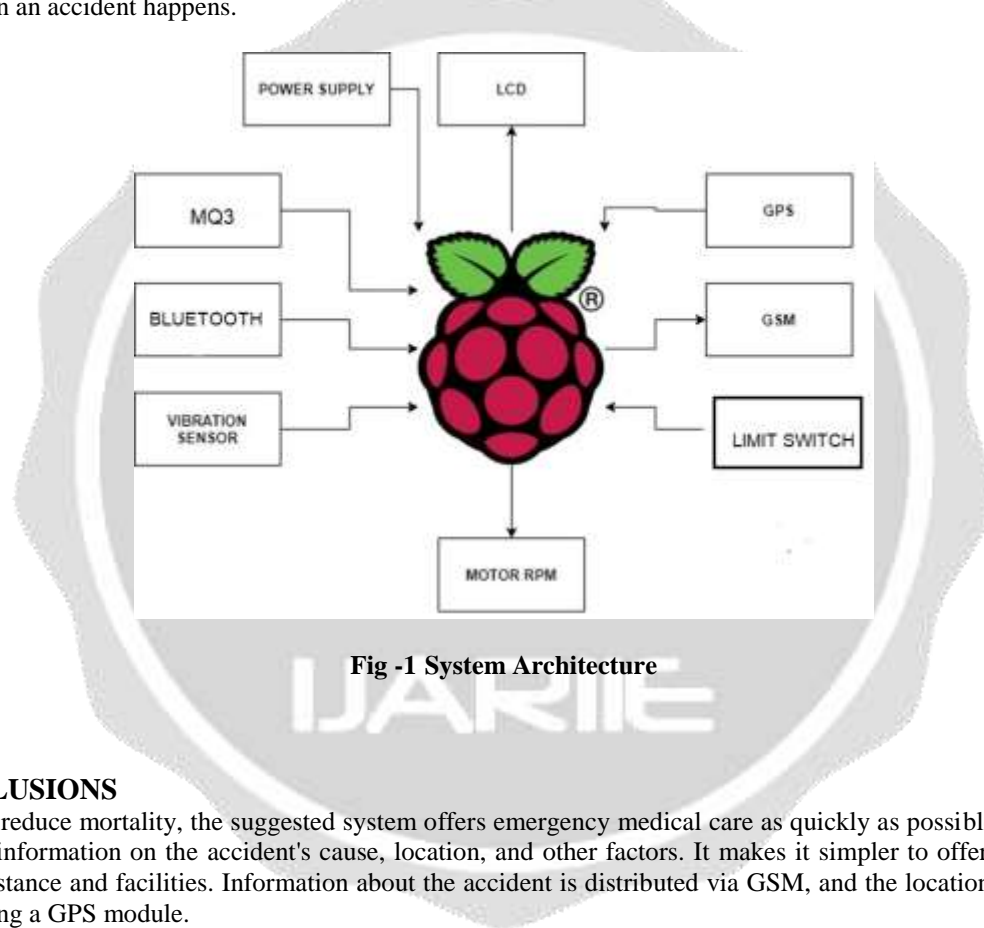 n an accident happens.
POWER SUPPLY
LCD
MQ3
GPS
BLUETOOTH
®
GSM
VIBRATION
SENSOR
LIMIT SWITCH
MOTOR RPM
Fig -1 System Architecture
IJARIIE
LUSIONS
reduce mortality, the suggested system offers emergency medical care as quickly as possibl
information on the accident's cause, location, and other factors. It makes it simpler to offer
stance and facilities. Information about the accident is distributed via GSM, and the location
ng a GPS module.